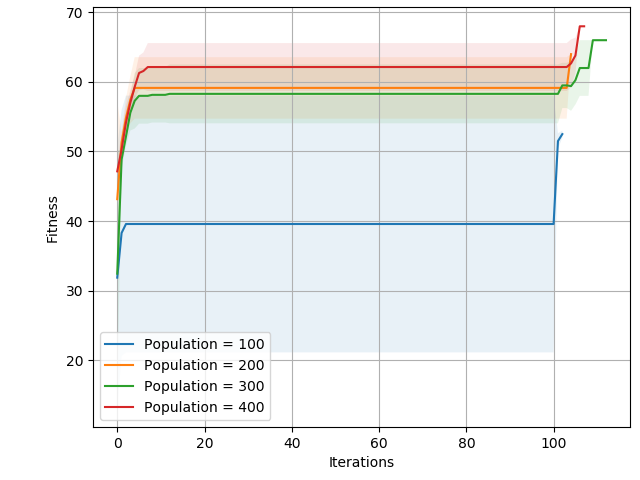 70
60
50
40
30
20
Fitness
Population = 100
Population = 200
Population = 300
Population = 400
0 20 40 60 80 100
Iterations